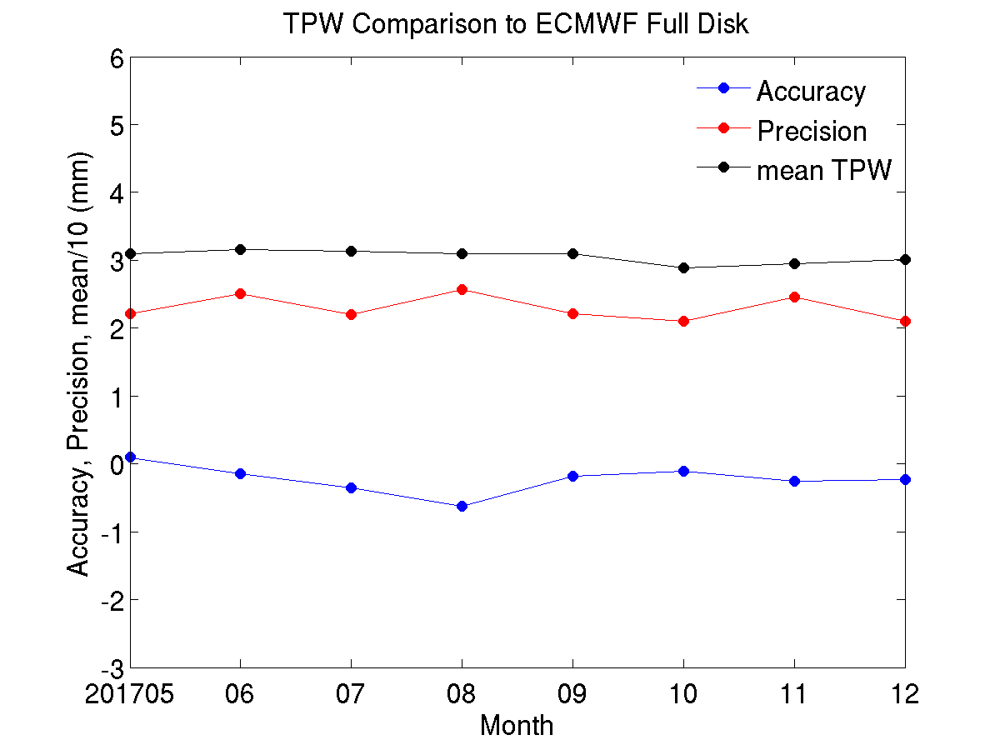 TPW Comparison to ECMWF Full Disk
6
5
4
3
2
1
0
-1
-2
-3
Accuracy, Precision, mean/10 (mm)
Accuracy
Precision
mean TPW
201705 06 07 08 09 10 11 12
Month